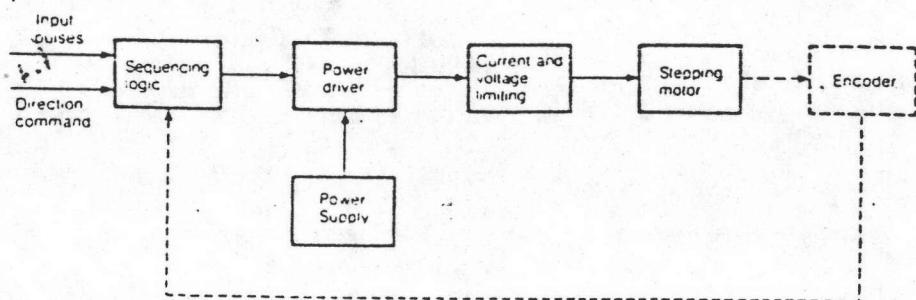 Input
pulses
Direction
command
Sequencing
logic
Power
driver
Current and
voltage
limiting
Stepping
motor
Encoder
Power
Supply